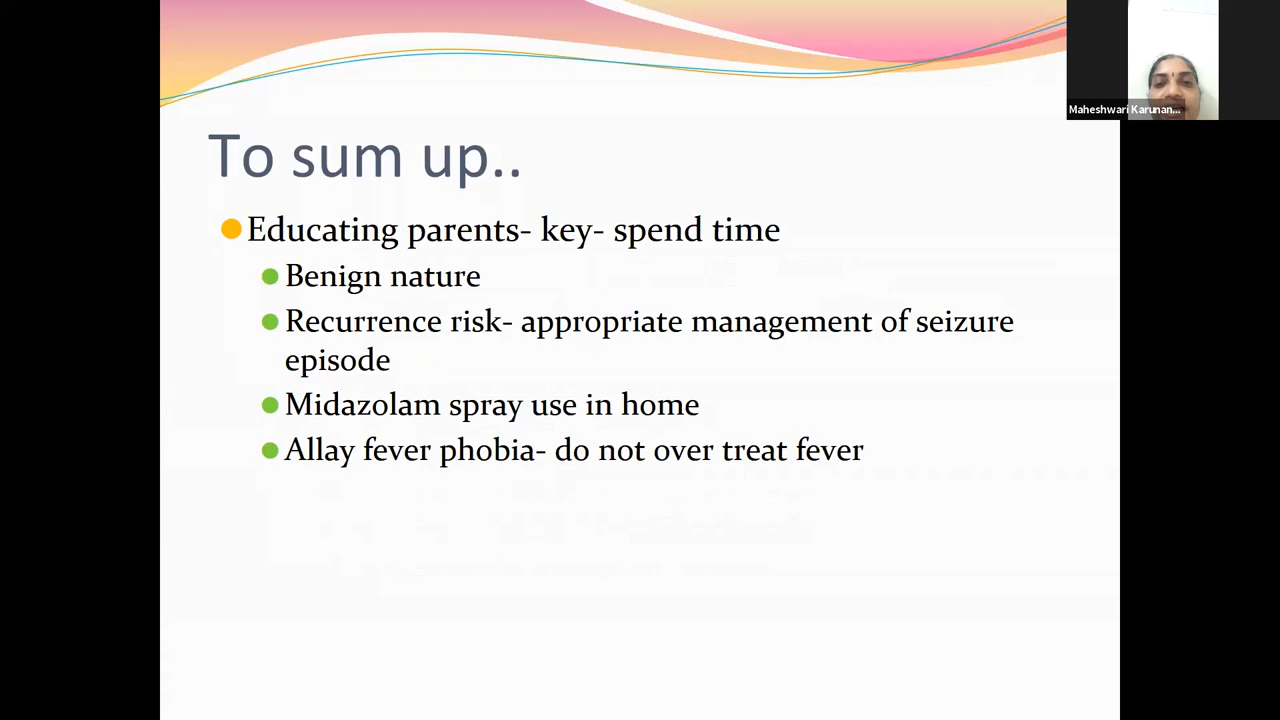 Maheshwari Karunan...
To sum up..
Educating parents- key- spend time
Benign nature
Recurrence risk- appropriate management of seizure
episode
Midazolam spray use in home
Allay fever phobia- do not over treat fever